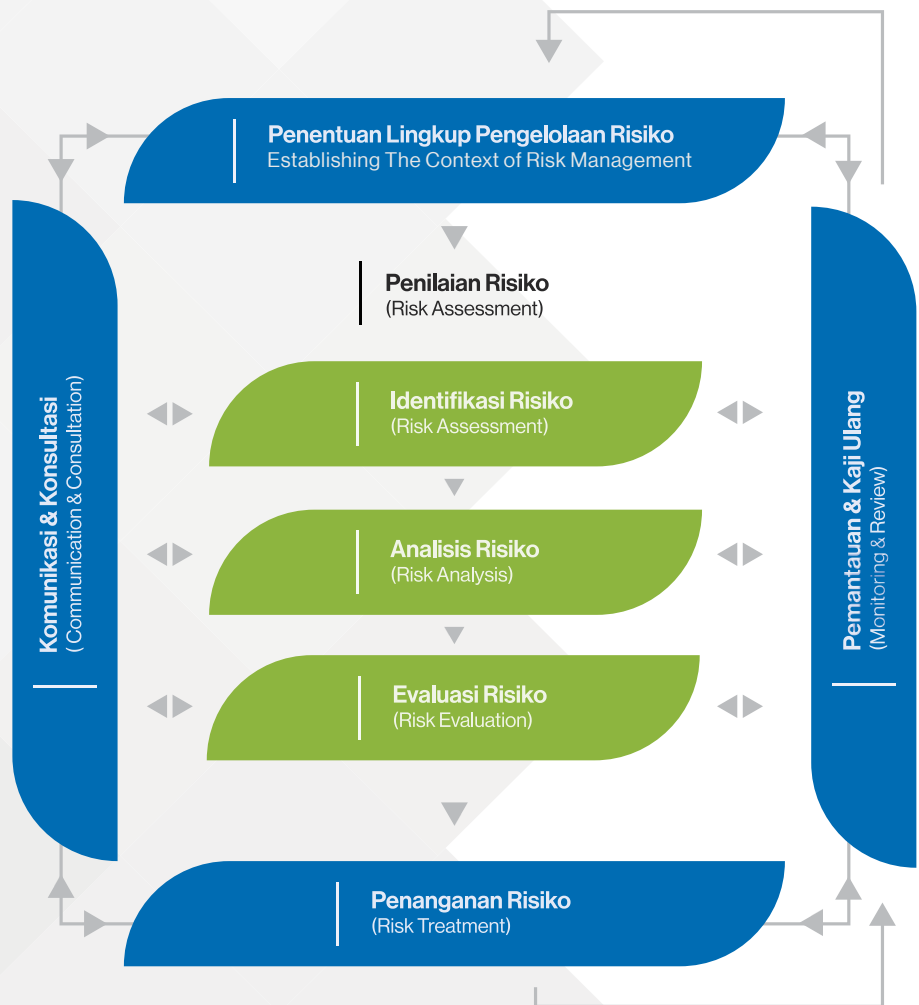 Penentuan Lingkup Pengelolaan Risiko
Establishing The Context of Risk Management
Penilaian Risiko
(Risk Assessment)
Identifikasi Risiko
(Risk Assessment)
Analisis Risiko
(Risk Analysis)
Evaluasi Risiko
(Risk Evaluation)
Penanganan Risiko
(Risk Treatment)
Komunikasi & Konsultasi
( Communication & Consultation)
Pemantauan & Kaji Ulang
(Monitoring & Review)